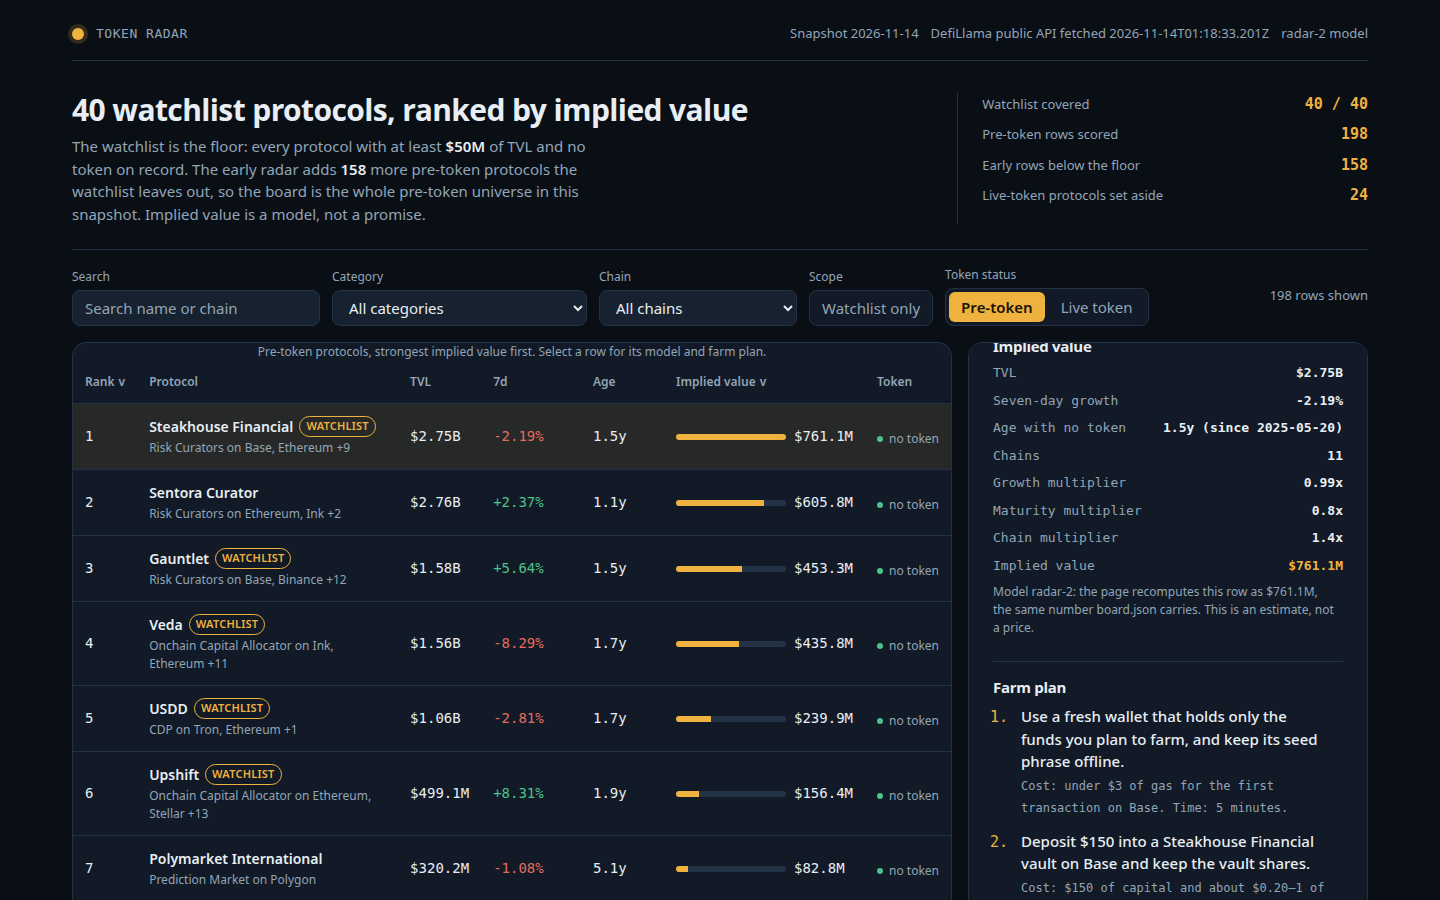 TOKEN RADAR
Snapshot 2026-11-14 DefiLlama public API fetched 2026-11-14T01:18:33.201Z radar-2 model
40 watchlist protocols, ranked by implied value
The watchlist is the floor: every protocol with at least $50M of TVL and no
token on record. The early radar adds 158 more pre-token protocols the
watchlist leaves out, so the board is the whole pre-token universe in this
snapshot. Implied value is a model, not a promise.
Watchlist covered 40 / 40
Pre-token rows scored 198
Early rows below the floor 158
Live-token protocols set aside 24
Search
Category
Chain
Scope
Token status
Search name or chain
All categories
All chains
Watchlist only
Pre-token
Live token
198 rows shown
Pre-token protocols, strongest implied value first. Select a row for its model and farm plan.
Rank v Protocol TVL 7d Age Implied value v Token
1 Steakhouse Financial WATCHLIST $2.75B -2.19% 1.5y $761.1M no token
Risk Curators on Base, Ethereum +9
2 Sentora Curator $2.76B +2.37% 1.1y $605.8M no token
Risk Curators on Ethereum, Ink +2
3 Gauntlet WATCHLIST $1.58B +5.64% 1.5y $453.3M no token
Risk Curators on Base, Binance +12
4 Veda WATCHLIST $1.56B -8.29% 1.7y $435.8M no token
Onchain Capital Allocator on Ink,
Ethereum +11
5 USDD WATCHLIST $1.06B -2.81% 1.7y $239.9M no token
CDP on Tron, Ethereum +1
6 Upshift WATCHLIST $499.1M +8.31% 1.9y $156.4M no token
Onchain Capital Allocator on Ethereum,
Stellar +13
7 Polymarket International $320.2M -1.08% 5.1y $82.8M no token
Prediction Market on Polygon
Implied value
TVL $2.75B
Seven-day growth -2.19%
Age with no token 1.5y (since 2025-05-20)
Chains 11
Growth multiplier 0.99x
Maturity multiplier 0.8x
Chain multiplier 1.4x
Implied value $761.1M
Model radar-2: the page recomputes this row as $761.1M,
the same number board.json carries. This is an estimate, not
a price.
Farm plan
1. Use a fresh wallet that holds only the
funds you plan to farm, and keep its seed
phrase offline.
Cost: under $3 of gas for the first
transaction on Base. Time: 5 minutes.
2. Deposit $150 into a Steakhouse Financial
vault on Base and keep the vault shares.
Cost: $150 of capital and about $0.20–1 of